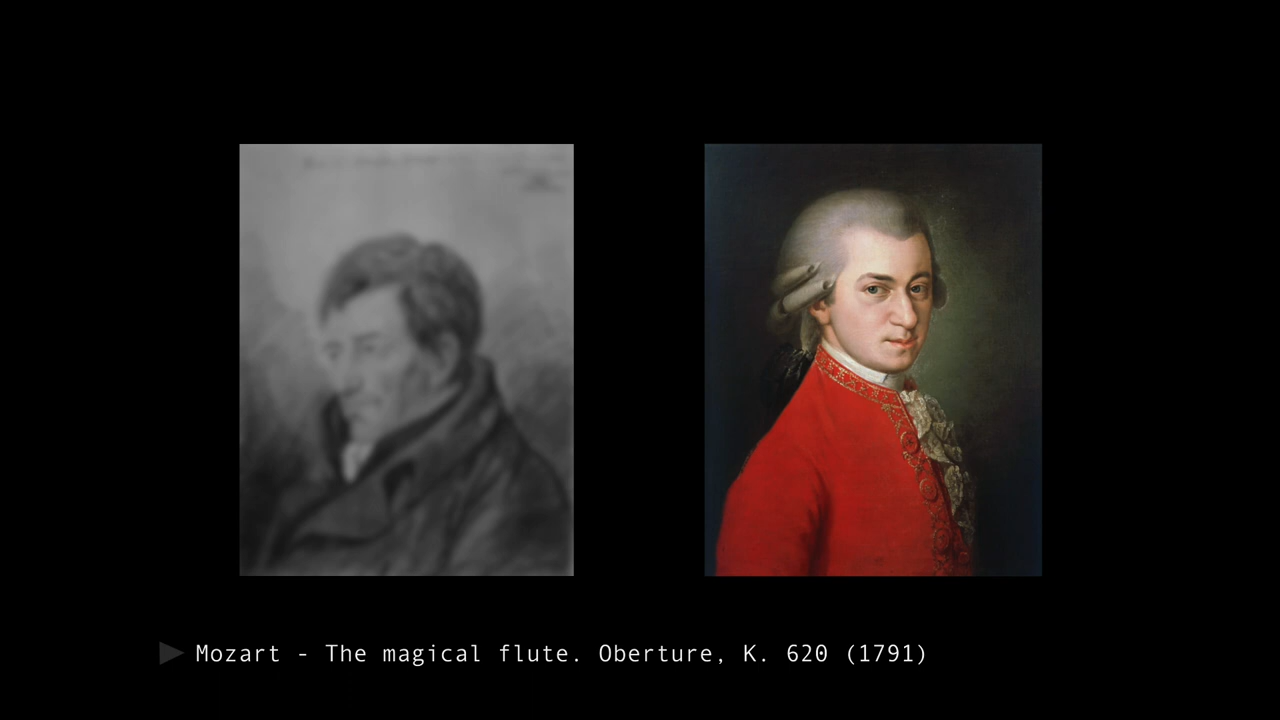 Mozart - The magical flute. Oberture, K. 620 (1791)